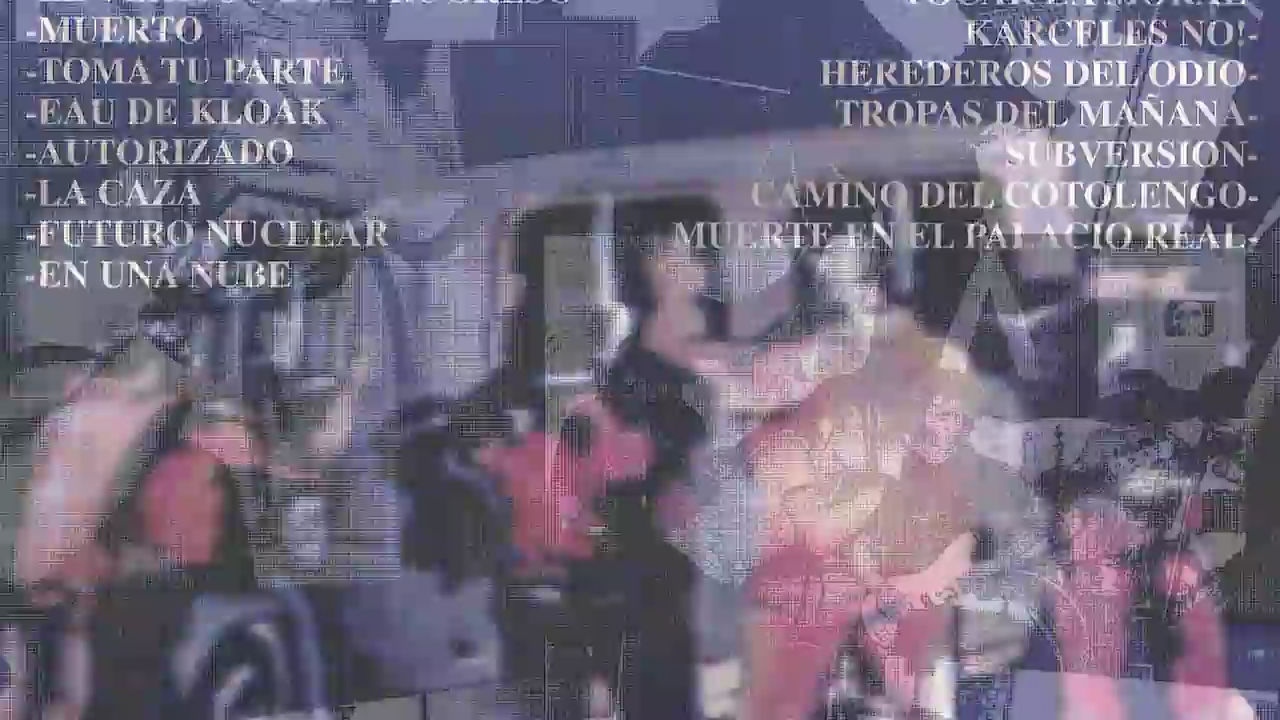 -MUERTO
-TOMA TU PARTE
-EAU DE KLOAK
-AUTORIZADO
-LA CAZA
-FUTURO NUCLEAR
-EN UNA NUBE
KARCELES NO!-
HEREDEROS DEL ODIO-
TROPAS DEL MAÑANA-
SUBVERSION-
CAMINO DEL COTOLENGO-
MUERTE EN EL PALACIO REAL-